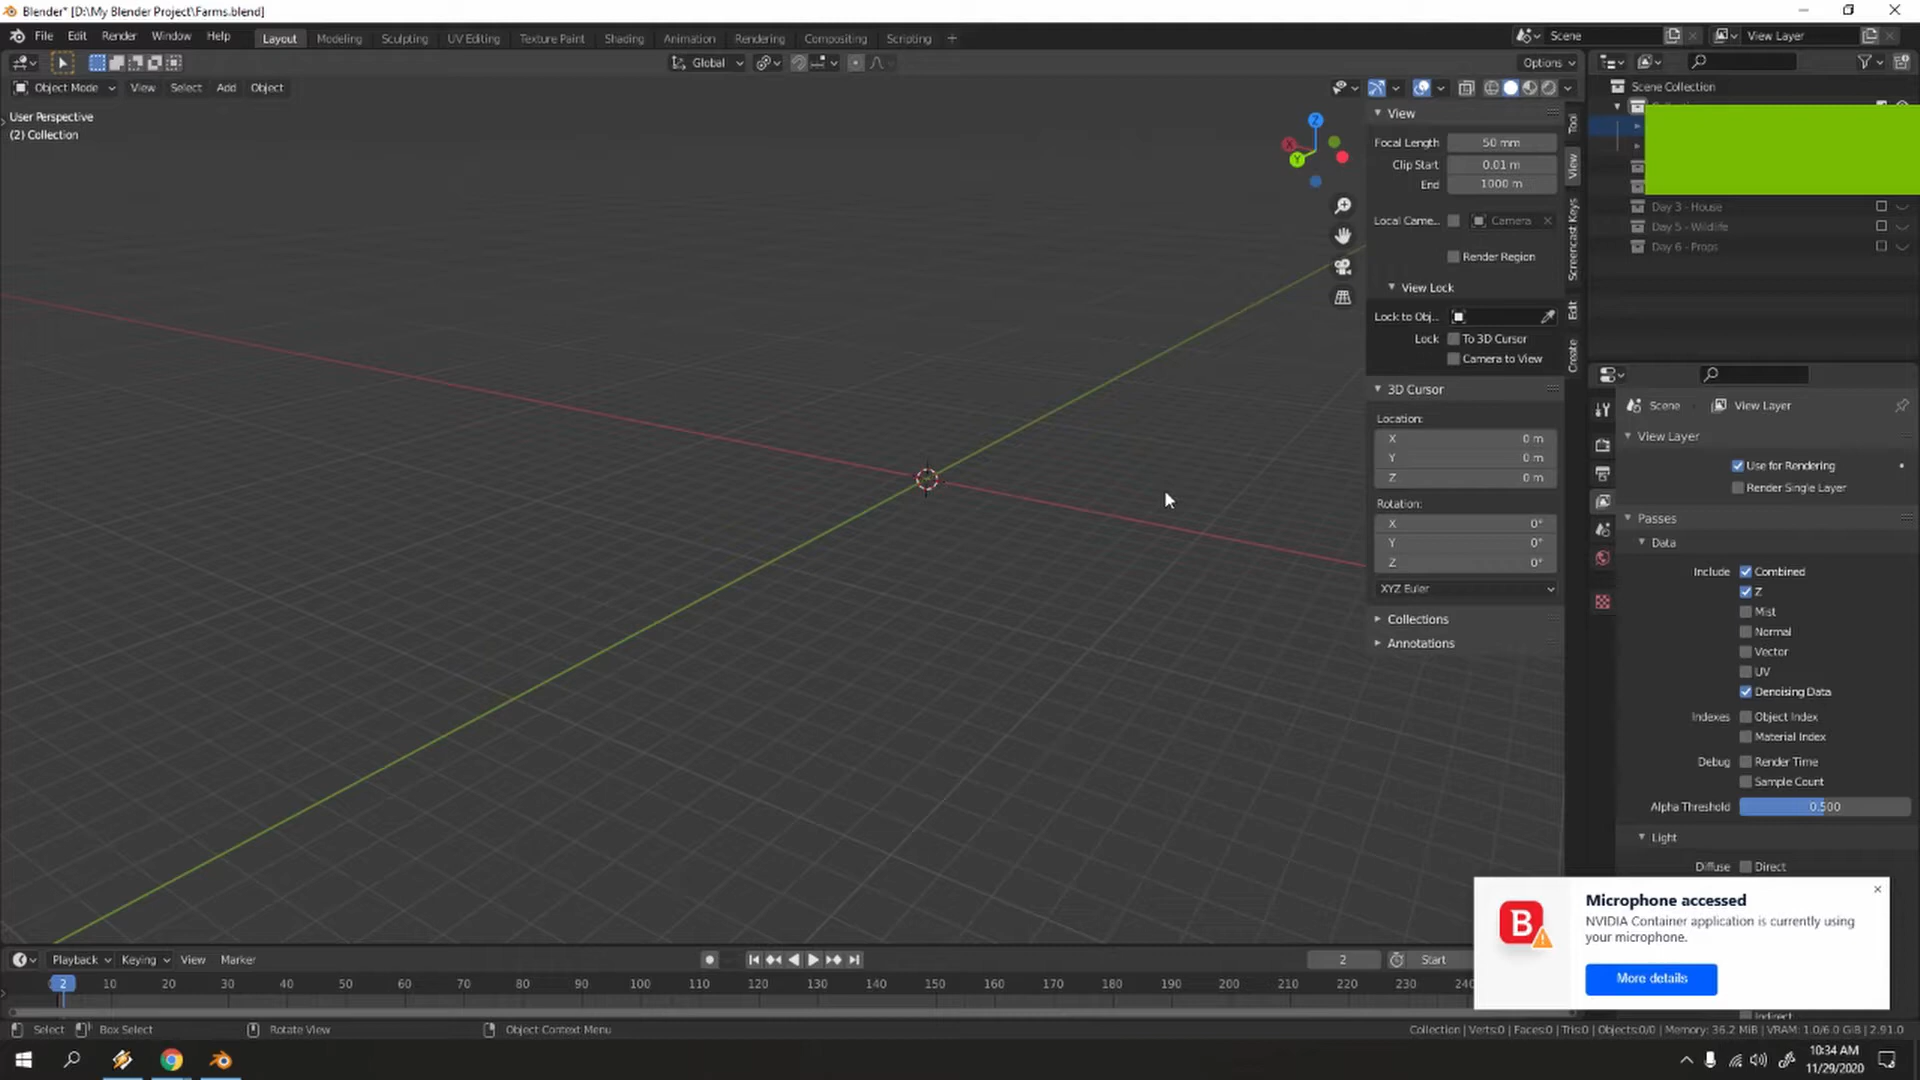 Blender* [D:\My Blender Project\Farms.blend]
File Edit Render Window Help Layout Modeling Sculpting UV Editing Texture Paint Shading Animation Rendering Compositing Scripting + Scene View Layer
Global Options
Object Mode View Select Add Object
User Perspective
(2) Collection
Z
X
Y
View
Focal Length 50 mm
Clip Start 0.01 m
End 1000 m
Local Came... Camera
Render Region
View Lock
Lock to Obj...
Lock To 3D Cursor
Camera to View
3D Cursor
Location:
X 0 m
Y 0 m
Z 0 m
Rotation:
X 0°
Y 0°
Z 0°
XYZ Euler
Collections
Annotations
Tool
View
Screencast Keys
Edit
Create
Scene Collection
Day 3 - House
Day 5 - Wildlife
Day 6 - Props
Scene View Layer
View Layer
Use for Rendering
Render Single Layer
Passes
Data
Include Combined
Z
Mist
Normal
Vector
UV
Denoising Data
Indexes Object Index
Material Index
Debug Render Time
Sample Count
Alpha Threshold 0.500
Light
Diffuse Direct
Indirect
Microphone accessed
NVIDIA Container application is currently using
your microphone.
More details
B
Playback Keying View Marker 2 Start
2 10 20 30 40 50 60 70 80 90 100 110 120 130 140 150 160 170 180 190 200 210 220 230
Select Box Select Rotate View Object Context Menu
Collection | Verts:0 | Faces:0 | Tris:0 | Objects:0/0 | Memory: 36.2 MiB | VRAM: 1.0/6.0 GiB | 2.91.0
10:34 AM
11/29/2020